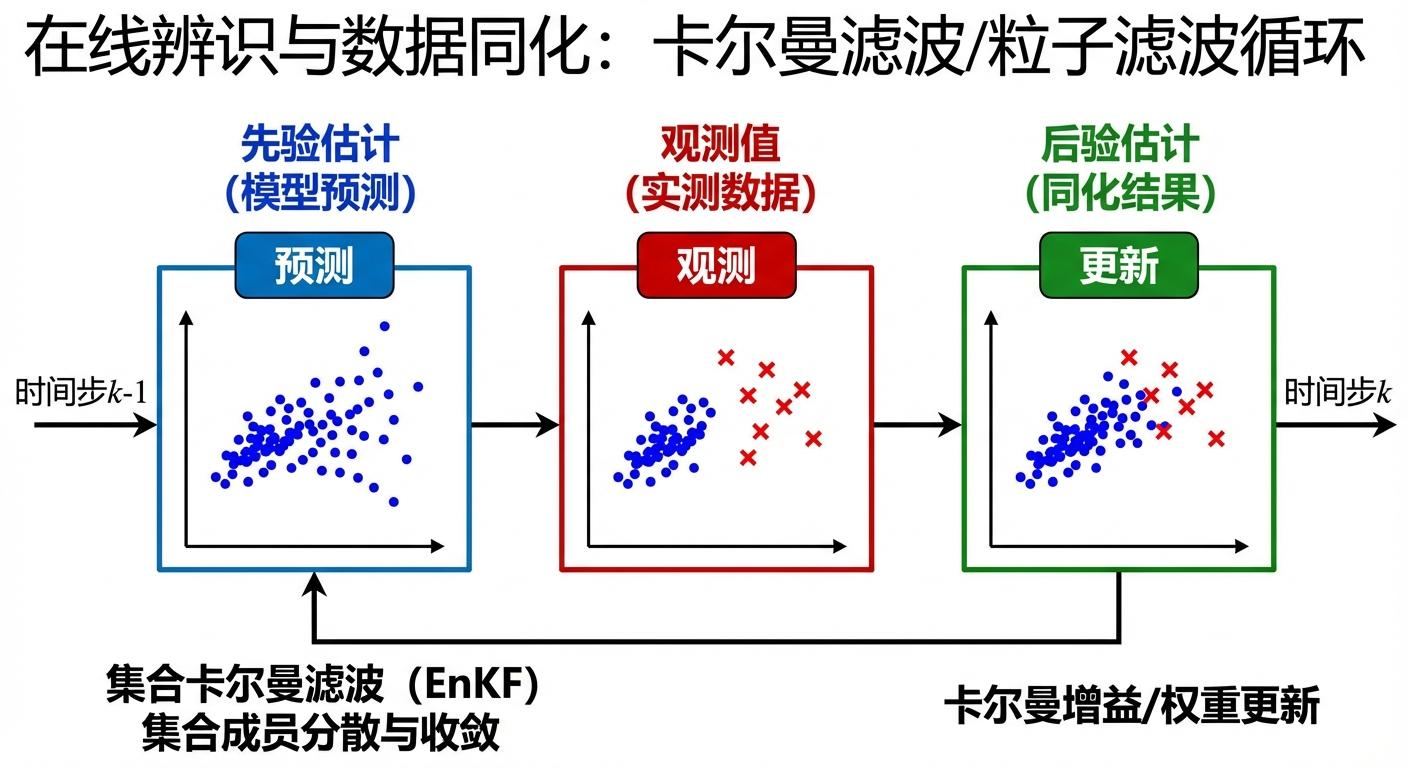 在线辨识与数据同化：卡尔曼滤波/粒子滤波循环
先验估计
（模型预测）
观测值
（实测数据）
后验估计
（同化结果）
预测
观测
更新
时间步k-1
时间步k
集合卡尔曼滤波（EnKF）
集合成员分散与收敛
卡尔曼增益/权重更新